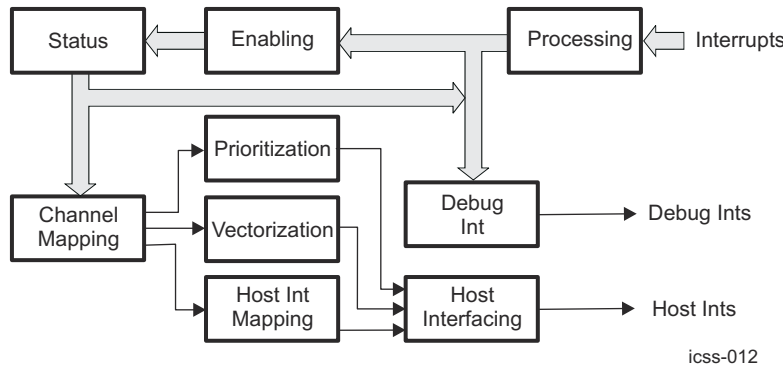 Status
Enabling
Processing
Interrupts
Prioritization
Channel
Mapping
Vectorization
Debug
Int
Debug Ints
Host Int
Mapping
Host
Interfacing
Host Ints
icss-012